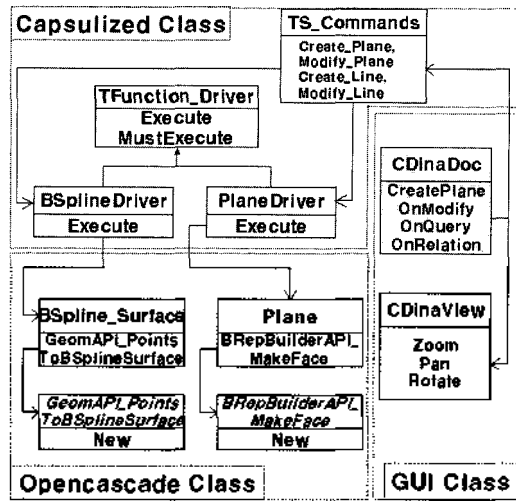 Capsulized Class
TS_Commands
Create_Plane,
Modify_Plane
Create_Line,
Modify_Line
TFunction_Driver
Execute
MustExecute
BSplineDriver
Execute
PlaneDriver
Execute
CDinaDoc
CreatePlane
OnModify
OnQuery
OnRelation
BSpline_Surface
GeomAPI_Points
ToBSplineSurface
Plane
BRepBuilderAPI_
MakeFace
CDinaView
Zoom
Pan
Rotate
GeomAPI_Points
ToBSplineSurface
New
BRepBuilderAPI_
MakeFace
New
Opencascade Class
GUI Class